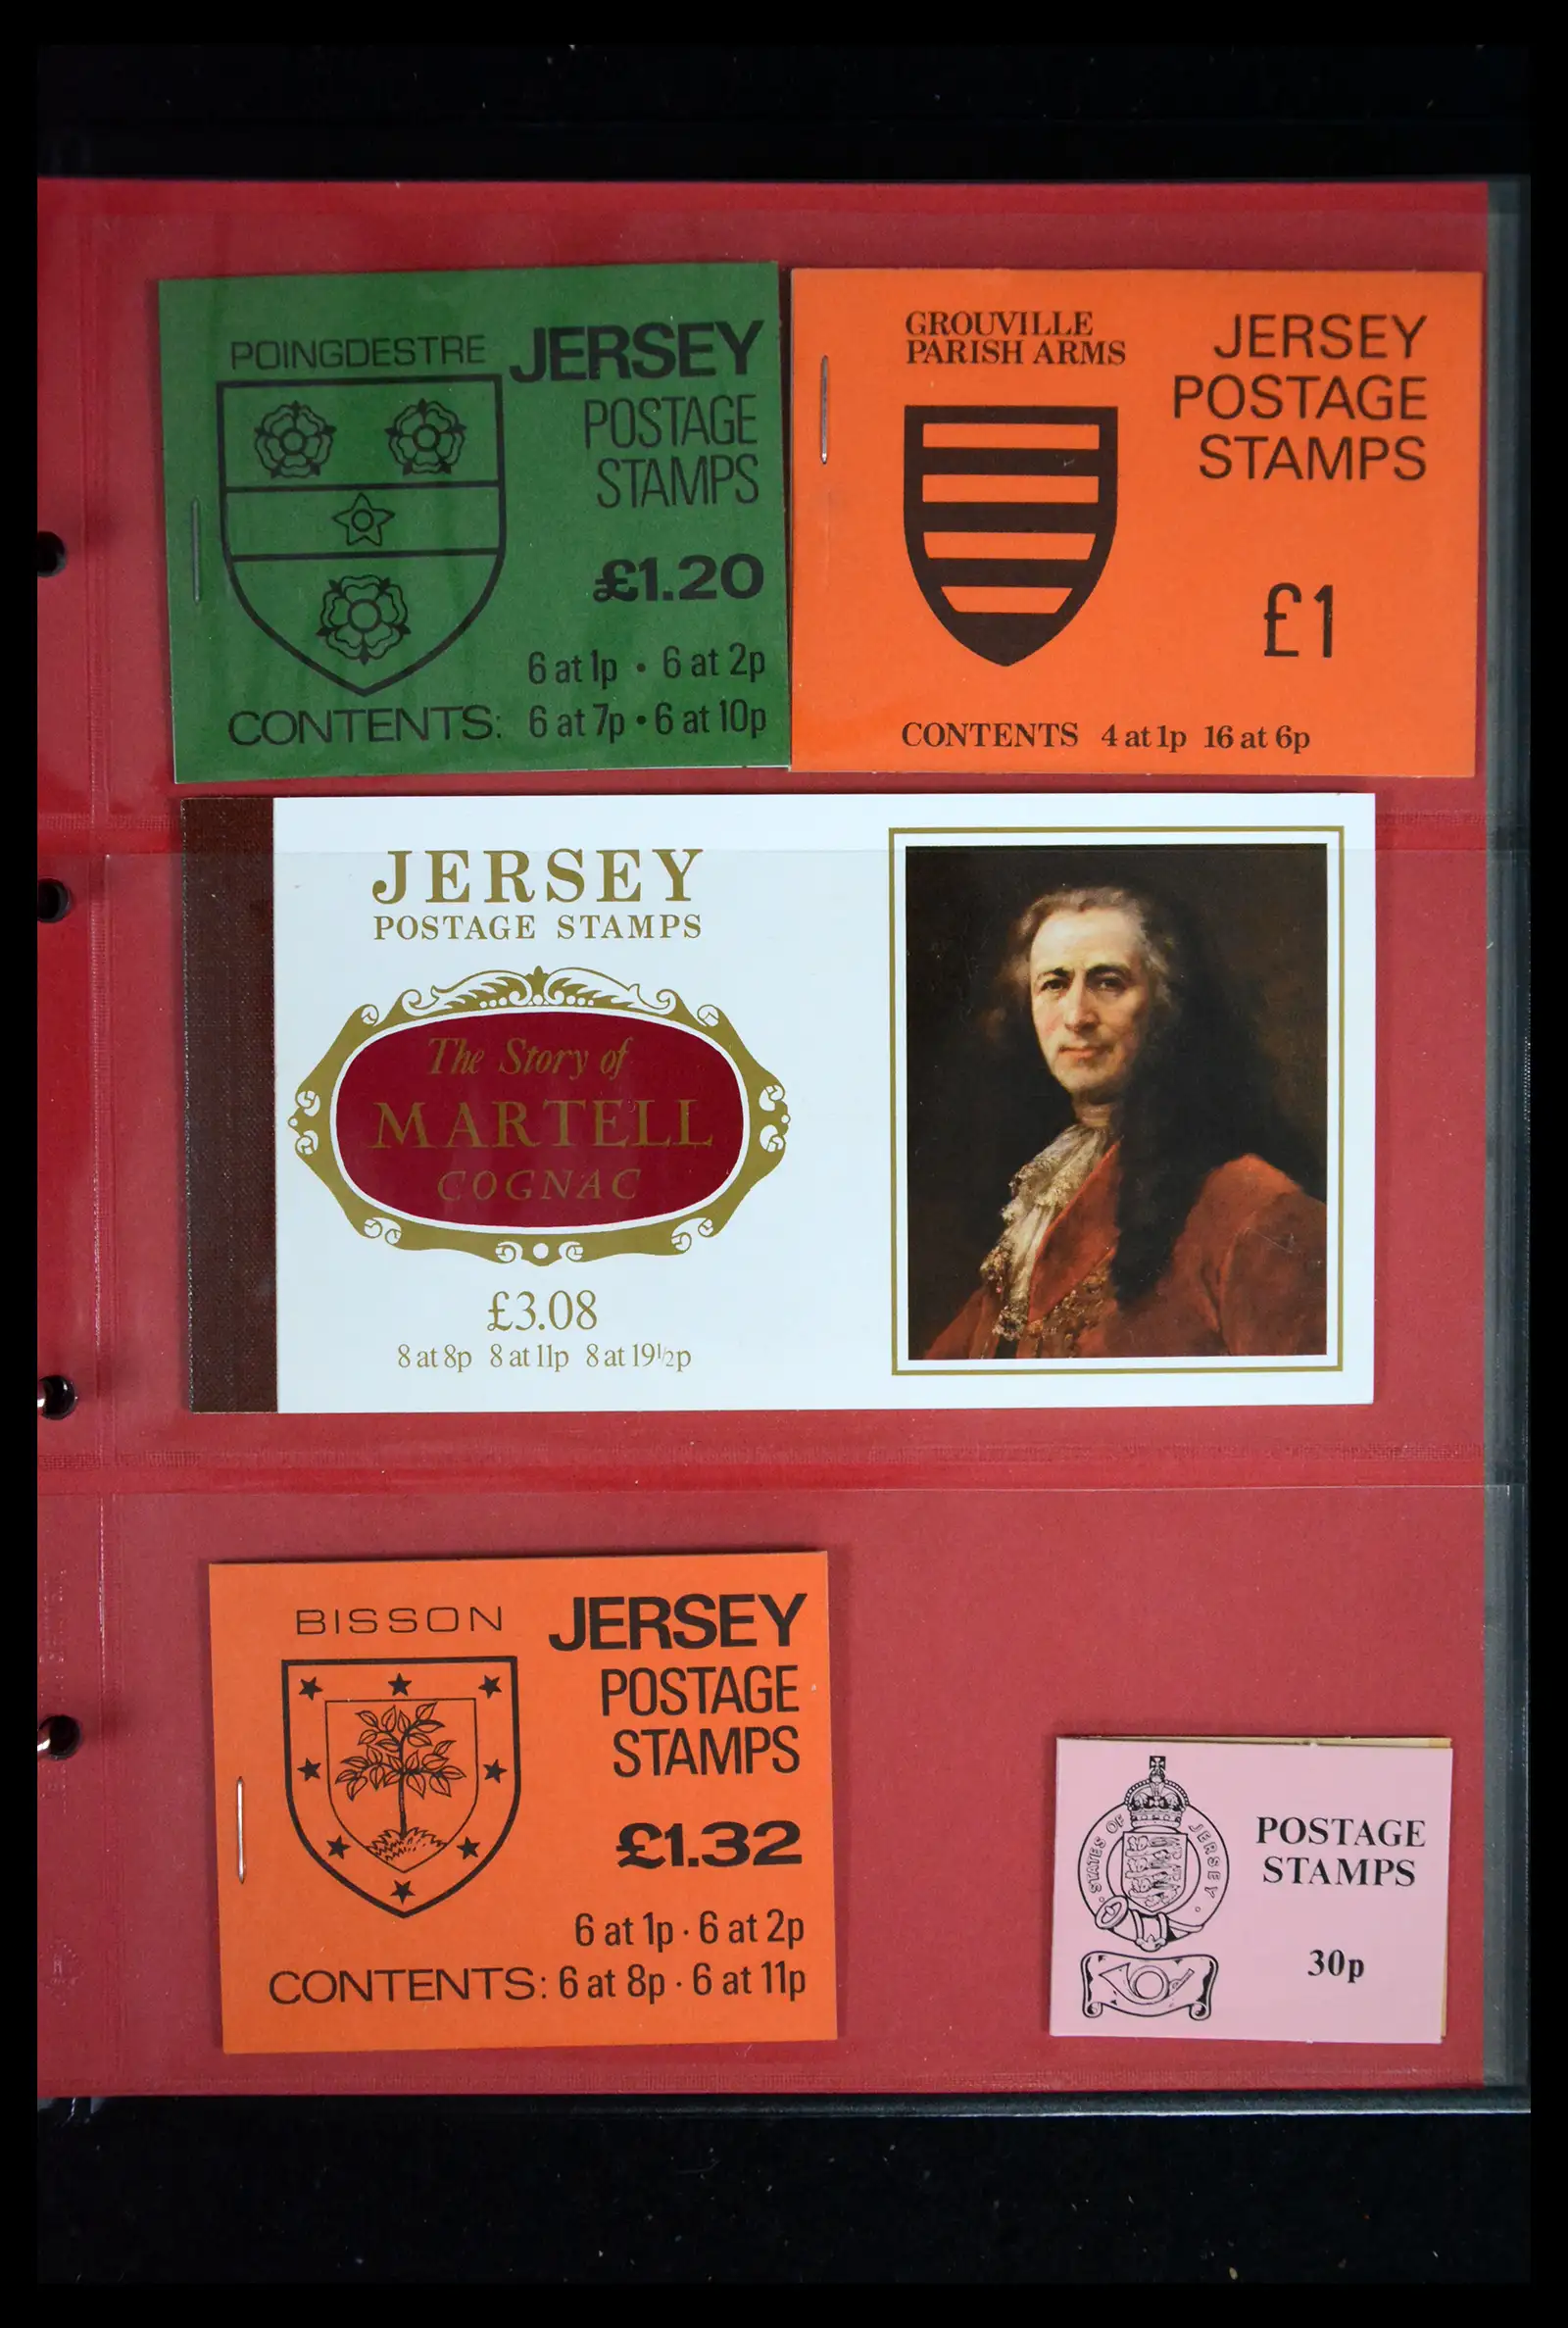 POINGDESTRE
JERSEY
POSTAGE
STAMPS
£1.20
6 at 1p • 6 at 2p
CONTENTS: 6 at 7p • 6 at 10p
GROUVILLE
PARISH ARMS
JERSEY
POSTAGE
STAMPS
£1
CONTENTS 4 at 1p 16 at 6p
JERSEY
POSTAGE STAMPS
The Story of
MARTELL
COGNAC
£3.08
8 at 8p 8 at 11p 8 at 19½p
BISSON
JERSEY
POSTAGE
STAMPS
£1.32
6 at 1p · 6 at 2p
CONTENTS: 6 at 8p · 6 at 11p
· STATES OF JERSEY ·
POSTAGE
STAMPS
30p